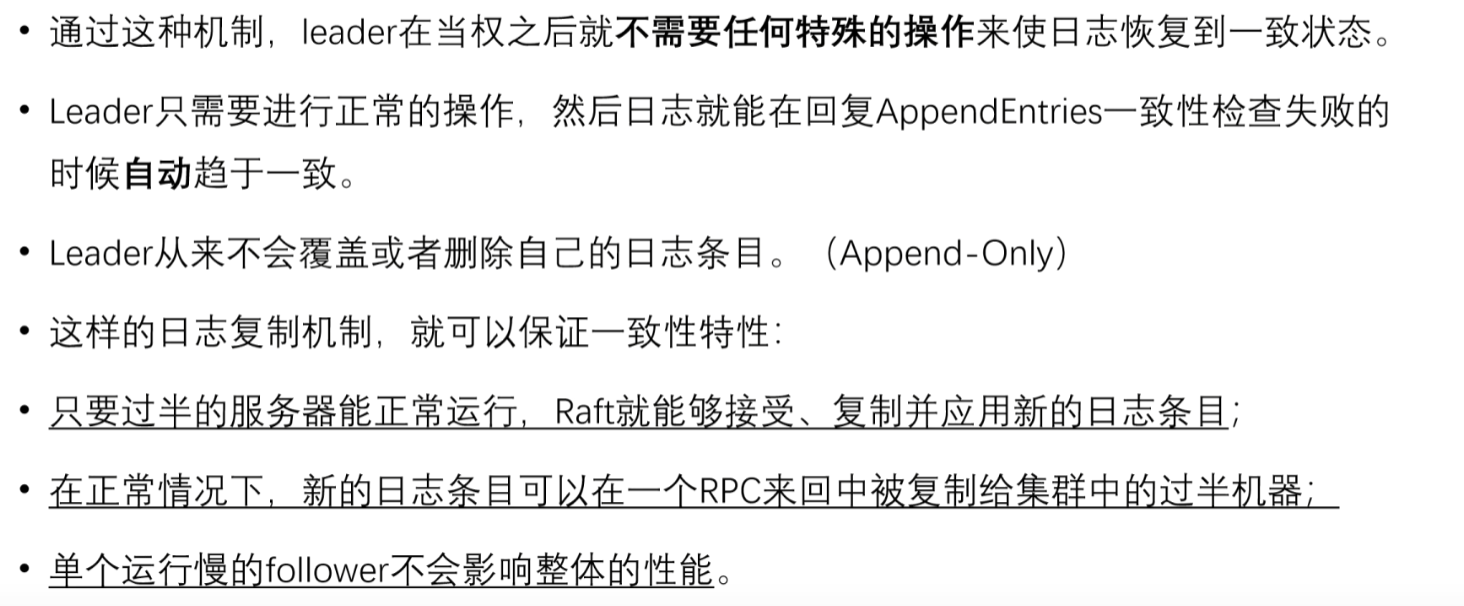 • 通过这种机制，leader在当权之后就不需要任何特殊的操作来使日志恢复到一致状态。
• Leader只需要进行正常的操作，然后日志就能在回复AppendEntries一致性检查失败的
时候自动趋于一致。
• Leader从来不会覆盖或者删除自己的日志条目。（Append-Only）
• 这样的日志复制机制，就可以保证一致性特性：
• 只要过半的服务器能正常运行，Raft就能够接受、复制并应用新的日志条目；
• 在正常情况下，新的日志条目可以在一个RPC来回中被复制给集群中的过半机器；
• 单个运行慢的follower不会影响整体的性能。